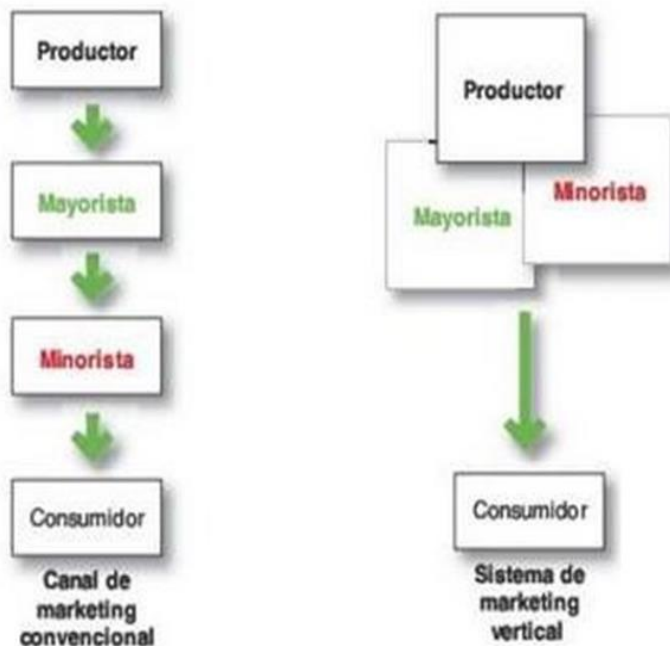 Productor
Mayorista
Minorista
Consumidor
Canal de
marketing
convencional
Productor
Minorista
Mayorista
Consumidor
Sistema de
marketing
vertical